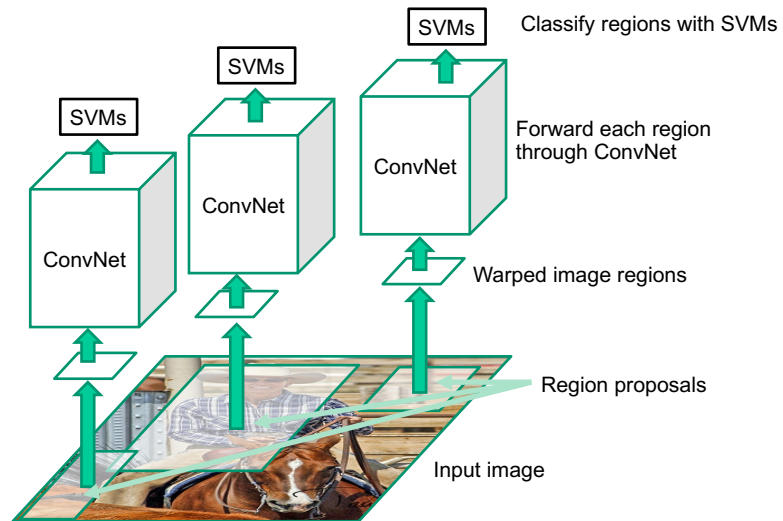 SVMs
Classify regions with SVMs
SVMs
SVMs
ConvNet
Forward each region
through ConvNet
ConvNet
ConvNet
Warped image regions
Region proposals
Input image